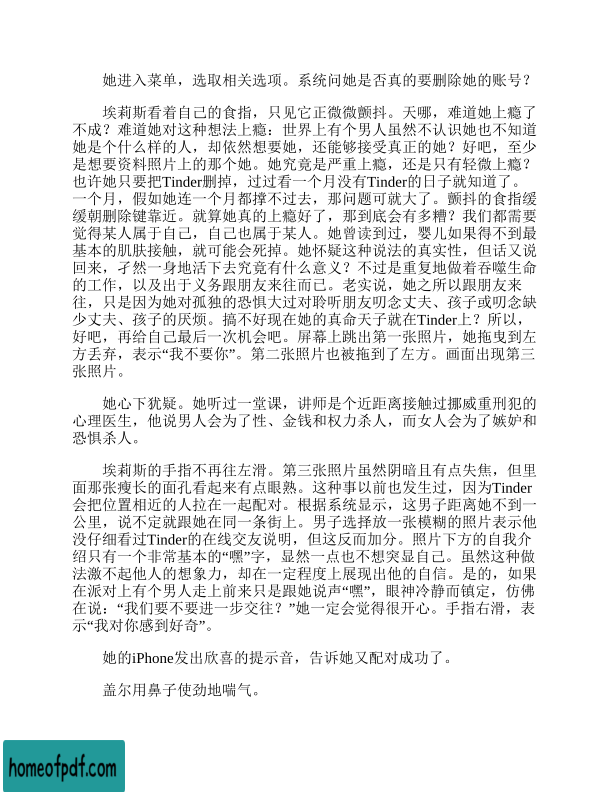 她进入菜单，选取相关选项。系统问她是否真的要删除她的账号？
埃莉斯看着自己的食指，只见它正微微颤抖。天哪，难道她上瘾了
不成？难道她对这种想法上瘾：世界上有个男人虽然不认识她也不知道
她是个什么样的人，却依然想要她，还能够接受真正的她？好吧，至少
是想要资料照片上的那个她。她究竟是严重上瘾，还是只有轻微上瘾？
也许她只要把Tinder删掉，过过看一个月没有Tinder的日子就知道了。
一个月，假如她连一个月都撑不过去，那问题可就大了。颤抖的食指缓
缓朝删除键靠近。就算她真的上瘾好了，那到底会有多糟？我们都需要
觉得某人属于自己，自己也属于某人。她曾读到过，婴儿如果得不到最
基本的肌肤接触，就可能会死掉。她怀疑这种说法的真实性，但话又说
回来，孑然一身地活下去究竟有什么意义？不过是重复地做着吞噬生命
的工作，以及出于义务跟朋友来往而已。老实说，她之所以跟朋友来
往，只是因为她对孤独的恐惧大过对聆听朋友叨念丈夫、孩子或叨念缺
少丈夫、孩子的厌烦。搞不好现在她的真命天子就在Tinder上？所以，
好吧，再给自己最后一次机会吧。屏幕上跳出第一张照片，她拖曳到左
方丢弃，表示“我不要你”。第二张照片也被拖到了左方。画面出现第三
张照片。
她心下犹疑。她听过一堂课，讲师是个近距离接触过挪威重刑犯的
心理医生，他说男人会为了性、金钱和权力杀人，而女人会为了嫉妒和
恐惧杀人。
埃莉斯的手指不再往左滑。第三张照片虽然阴暗且有点失焦，但里
面那张瘦长的面孔看起来有点眼熟。这种事以前也发生过，因为Tinder
会把位置相近的人拉在一起配对。根据系统显示，这男子距离她不到一
公里，说不定就跟她在同一条街上。男子选择放一张模糊的照片表示他
没仔细看过Tinder的在线交友说明，但这反而加分。照片下方的自我介
绍只有一个非常基本的“嘿”字，显然一点也不想突显自己。虽然这种做
法激不起他人的想象力，却在一定程度上展现出他的自信。是的，如果
在派对上有个男人走上前来只是跟她说声“嘿”，眼神冷静而镇定，仿佛
在说：“我们要不要进一步交往？”她一定会觉得很开心。手指右滑，表
示“我对你感到好奇”。
她的iPhone发出欣喜的提示音，告诉她又配对成功了。
盖尔用鼻子使劲地喘气。
homeofpdf.com